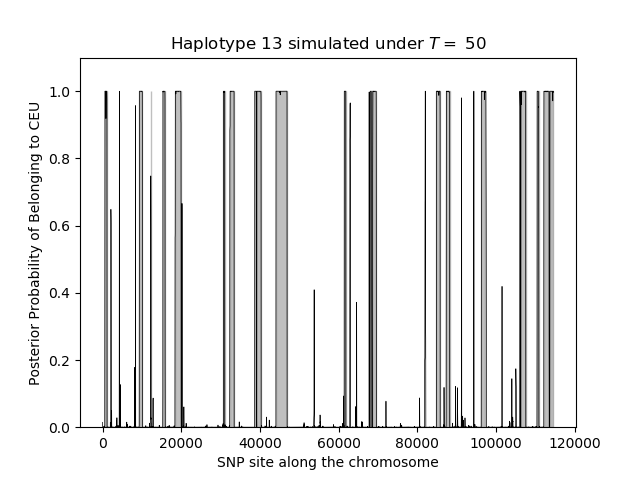 Haplotype 13 simulated under T = 50
Posterior Probability of Belonging to CEU
1.0
0.8
0.6
0.4
0.2
0.0
0 20000 40000 60000 80000 100000 120000
SNP site along the chromosome